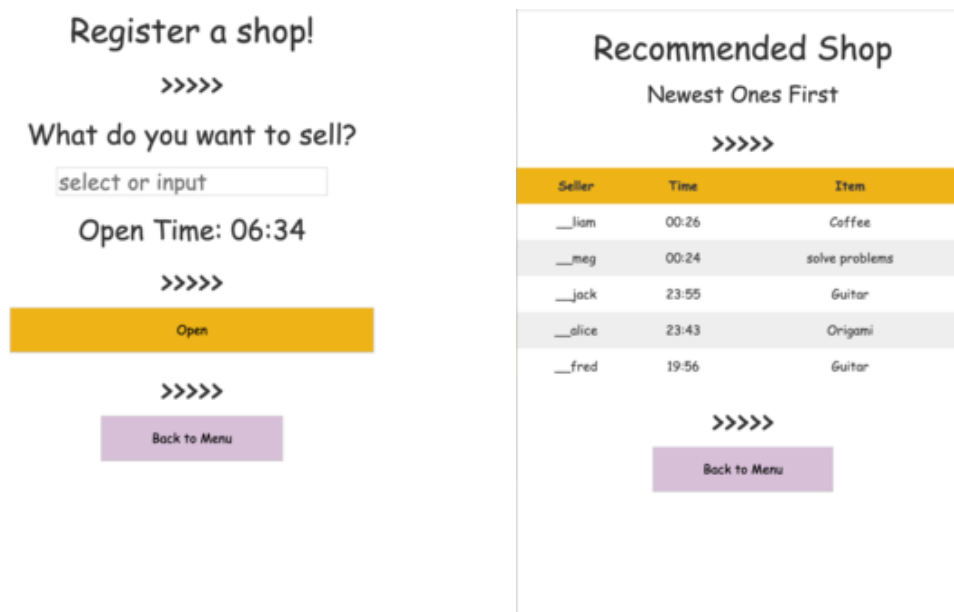 Register a shop!
>>>>>
What do you want to sell?
select or input
Open Time: 06:34
>>>>>
Open
>>>>>
Back to Menu
Recommended Shop
Newest Ones First
>>>>>
Seller Time Item
__liam 00:26 Coffee
__meg 00:24 solve problems
__jack 23:55 Guitar
__alice 23:43 Origami
__fred 19:56 Guitar
>>>>>
Back to Menu